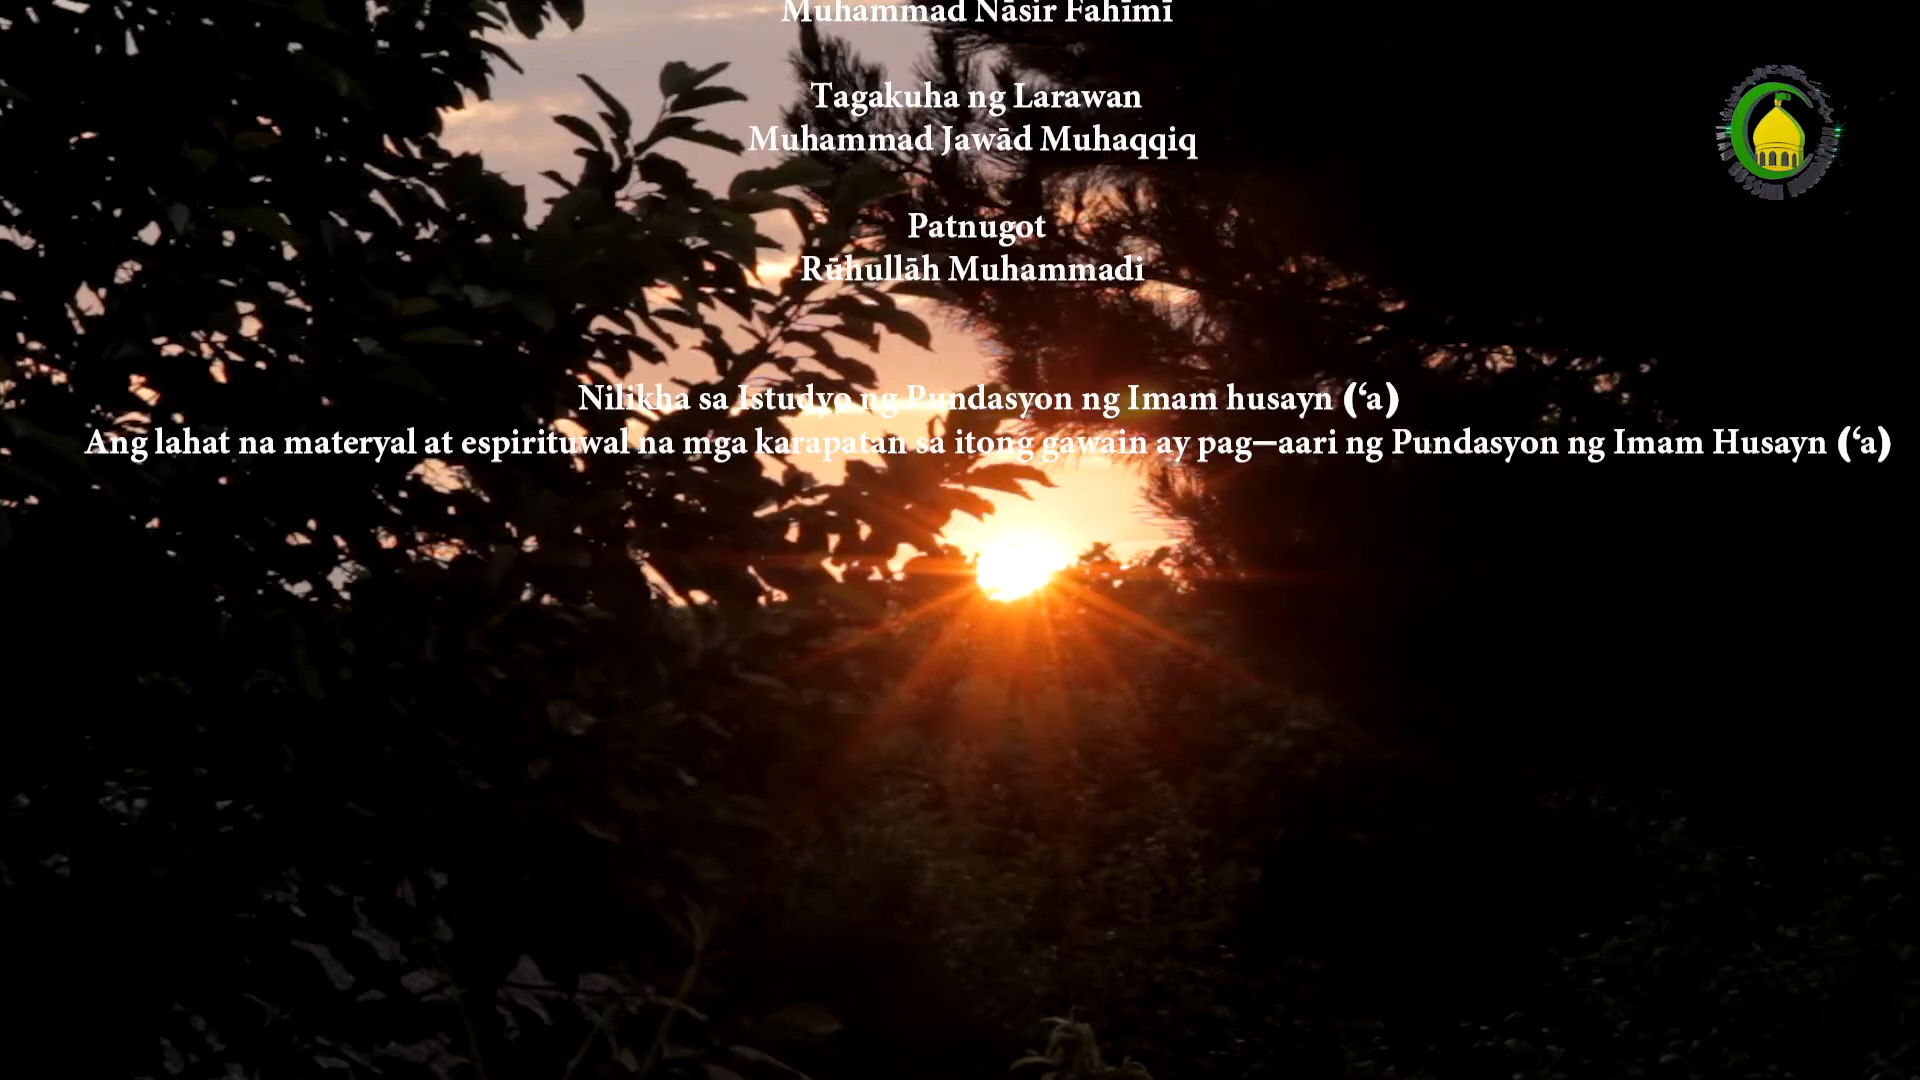 Muhammad Nāsir Fahīmī
Tagakuha ng Larawan
Muhammad Jawād Muhaqqiq
Patnugot
Rūhullāh Muhammadi
Nilikha sa Istudyo ng Pundasyon ng Imam husayn (‘a)
Ang lahat na materyal at espirituwal na mga karapatan sa itong gawain ay pag—aari ng Pundasyon ng Imam Husayn (‘a)